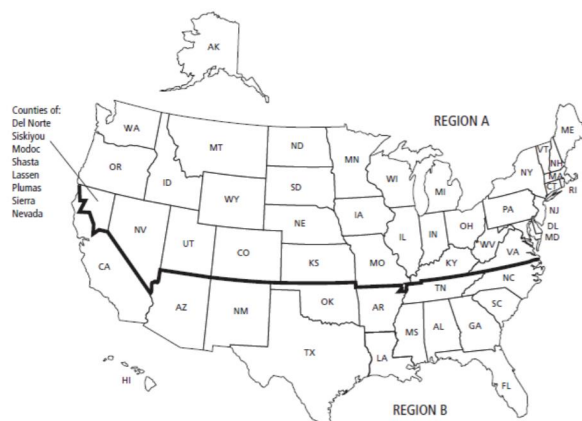 AK
Counties of:
Del Norte
Siskiyou
Modoc
Shasta
Lassen
Plumas
Sierra
Nevada
REGION A
WA
MT
ND
MN
ME
VT
NH
OR
ID
SD
WI
MI
NY
MA
CT
RI
WY
IA
PA
NJ
NE
IL
IN
OH
DE
MD
NV
UT
CO
KS
MO
WV
VA
KY
CA
NC
TN
OK
AR
SC
AZ
NM
MS
AL
GA
TX
LA
HI
FL
REGION B